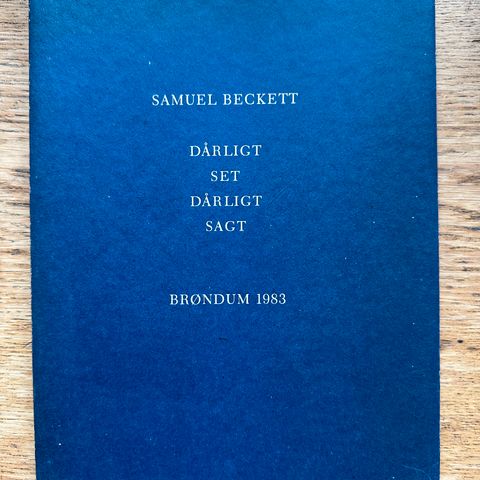 SAMUEL BECKETT
DÅRLIGT
SET
DÅRLIGT
SAGT
BRØNDUM 1983